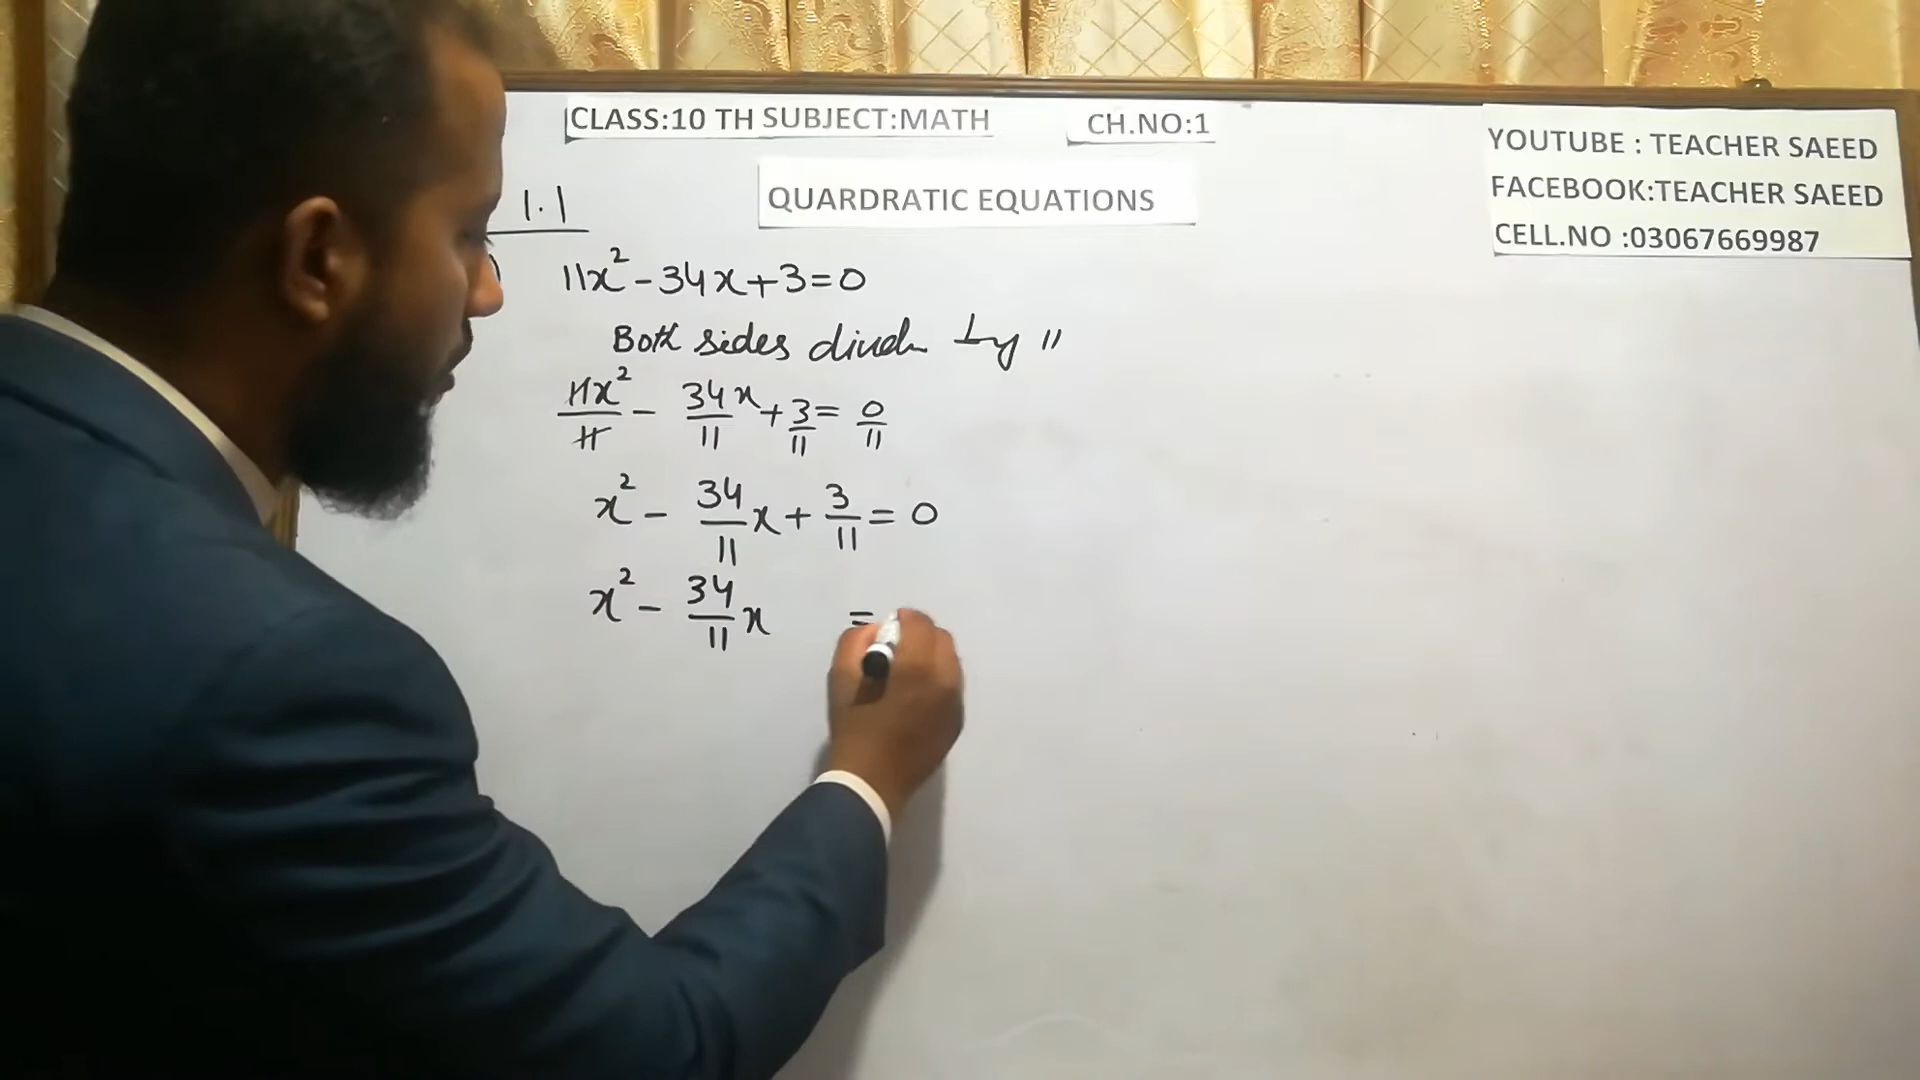 CLASS:10 TH SUBJECT:MATH
CH.NO:1
YOUTUBE : TEACHER SAEED
FACEBOOK:TEACHER SAEED
CELL.NO :03067669987
QUARDRATIC EQUATIONS
1.1
11x² - 34x + 3 = 0
Both sides by 11
11x²/11 - 34x/11 + 3/11 = 0/11
x² - 34/11 x + 3/11 = 0
x² - 34/11 x =